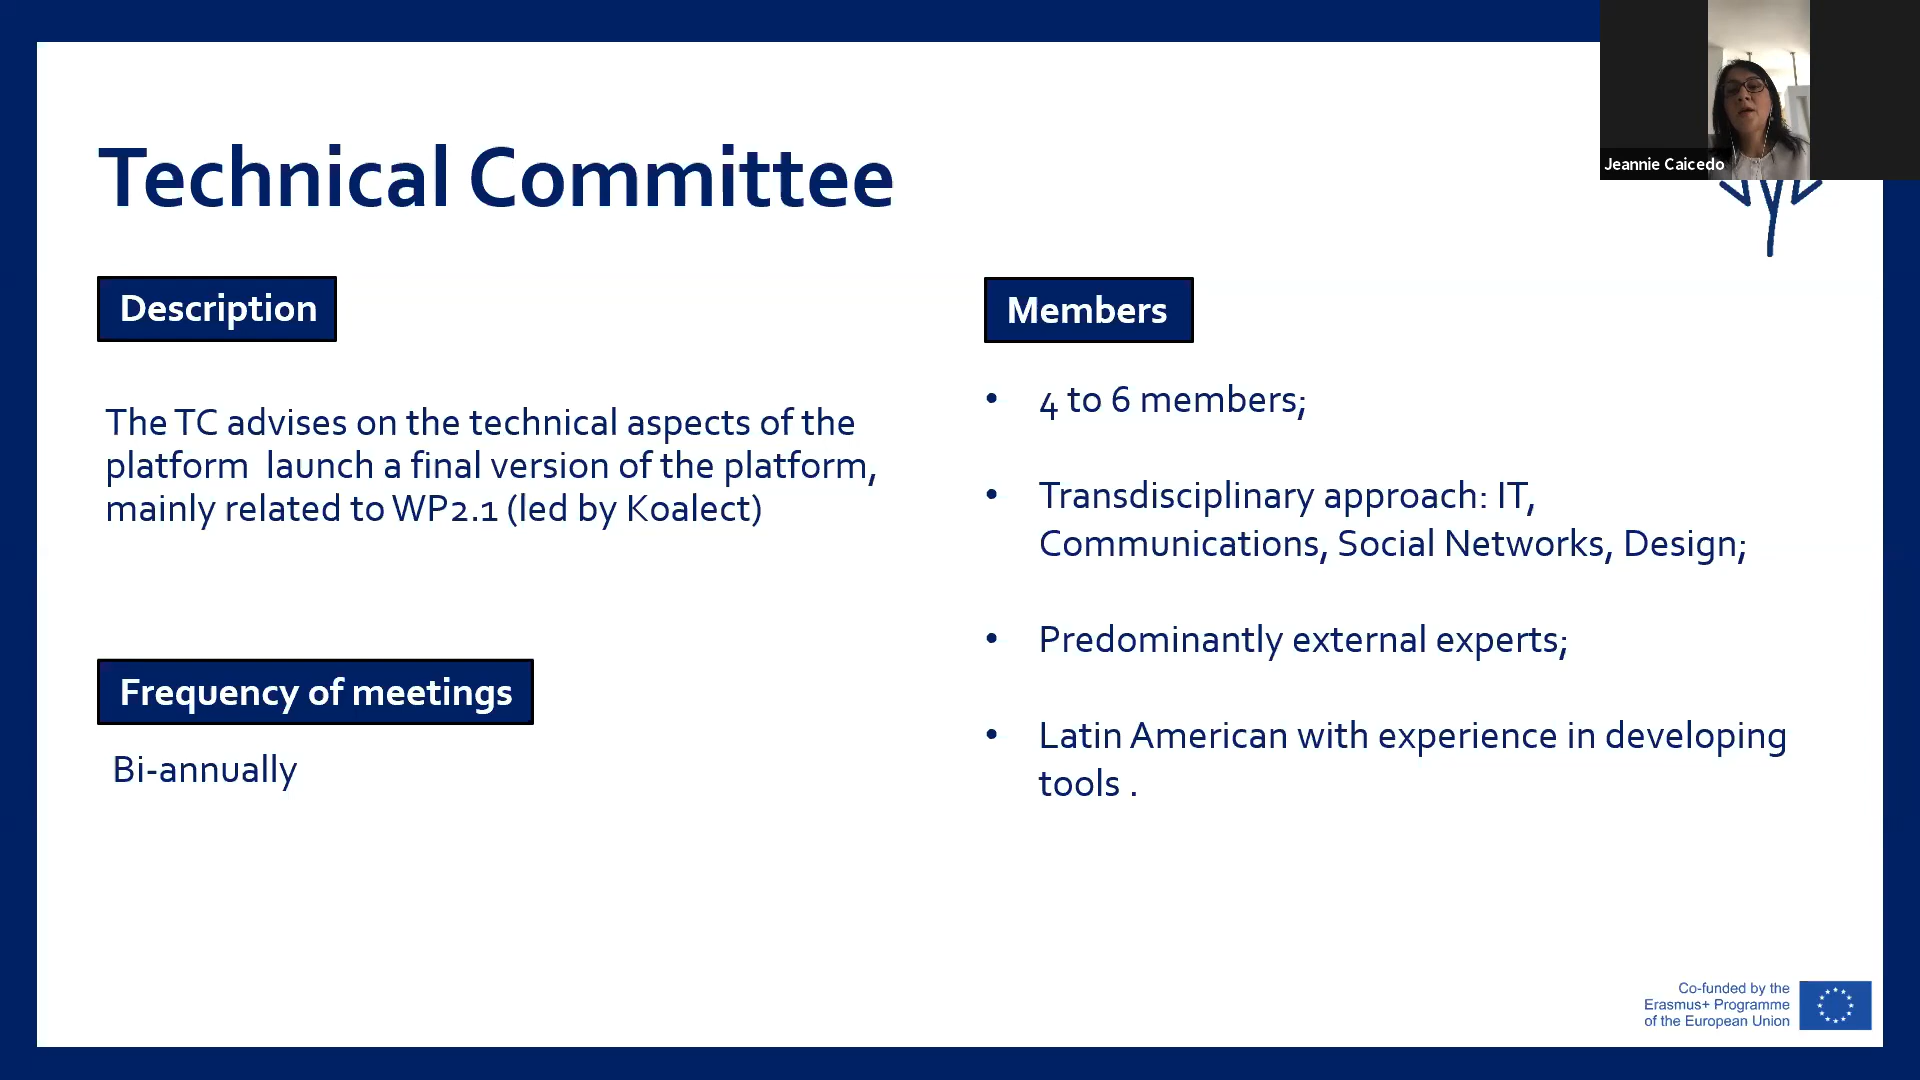 Technical Committee
Description
The TC advises on the technical aspects of the
platform  launch a final version of the platform,
mainly related to WP2.1 (led by Koalect)
Frequency of meetings
Bi-annually
Members
• 4 to 6 members;
• Transdisciplinary approach: IT,
Communications, Social Networks, Design;
• Predominantly external experts;
• Latin American with experience in developing
tools .
Jeannie Caicedo
Co-funded by the
Erasmus+ Programme
of the European Union